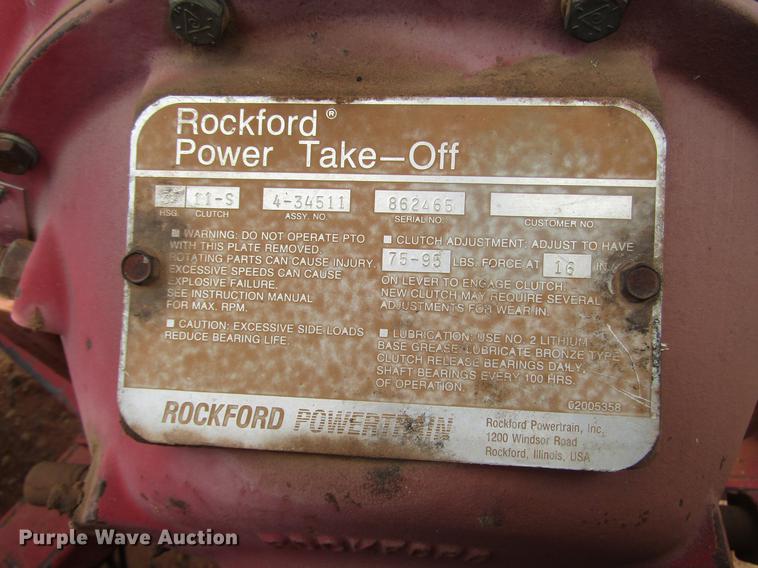 Rockford®
Power Take-Off
11-S 4-34511 862465
HSG. CLUTCH ASSY. NO. SERIAL NO. CUSTOMER NO.
■ WARNING: DO NOT OPERATE PTO
WITH THIS PLATE REMOVED.
ROTATING PARTS CAN CAUSE INJURY.
EXCESSIVE SPEEDS CAN CAUSE
EXPLOSIVE FAILURE.
SEE INSTRUCTION MANUAL
FOR MAX. RPM.
■ CAUTION: EXCESSIVE SIDE LOADS
REDUCE BEARING LIFE.
■ CLUTCH ADJUSTMENT: ADJUST TO HAVE
75-95 LBS. FORCE AT 16 IN.
ON LEVER TO ENGAGE CLUTCH.
NEW CLUTCH MAY REQUIRE SEVERAL
ADJUSTMENTS FOR WEAR IN.
■ LUBRICATION: USE NO. 2 LITHIUM
BASE GREASE. LUBRICATE BRONZE TYPE
CLUTCH RELEASE BEARINGS DAILY,
SHAFT BEARINGS EVERY 100 HRS.
OF OPERATION.
02005358
ROCKFORD POWERTRAIN
Rockford Powertrain, Inc.
1200 Windsor Road
Rockford, Illinois, USA
ROCKFORD
Purple Wave Auction